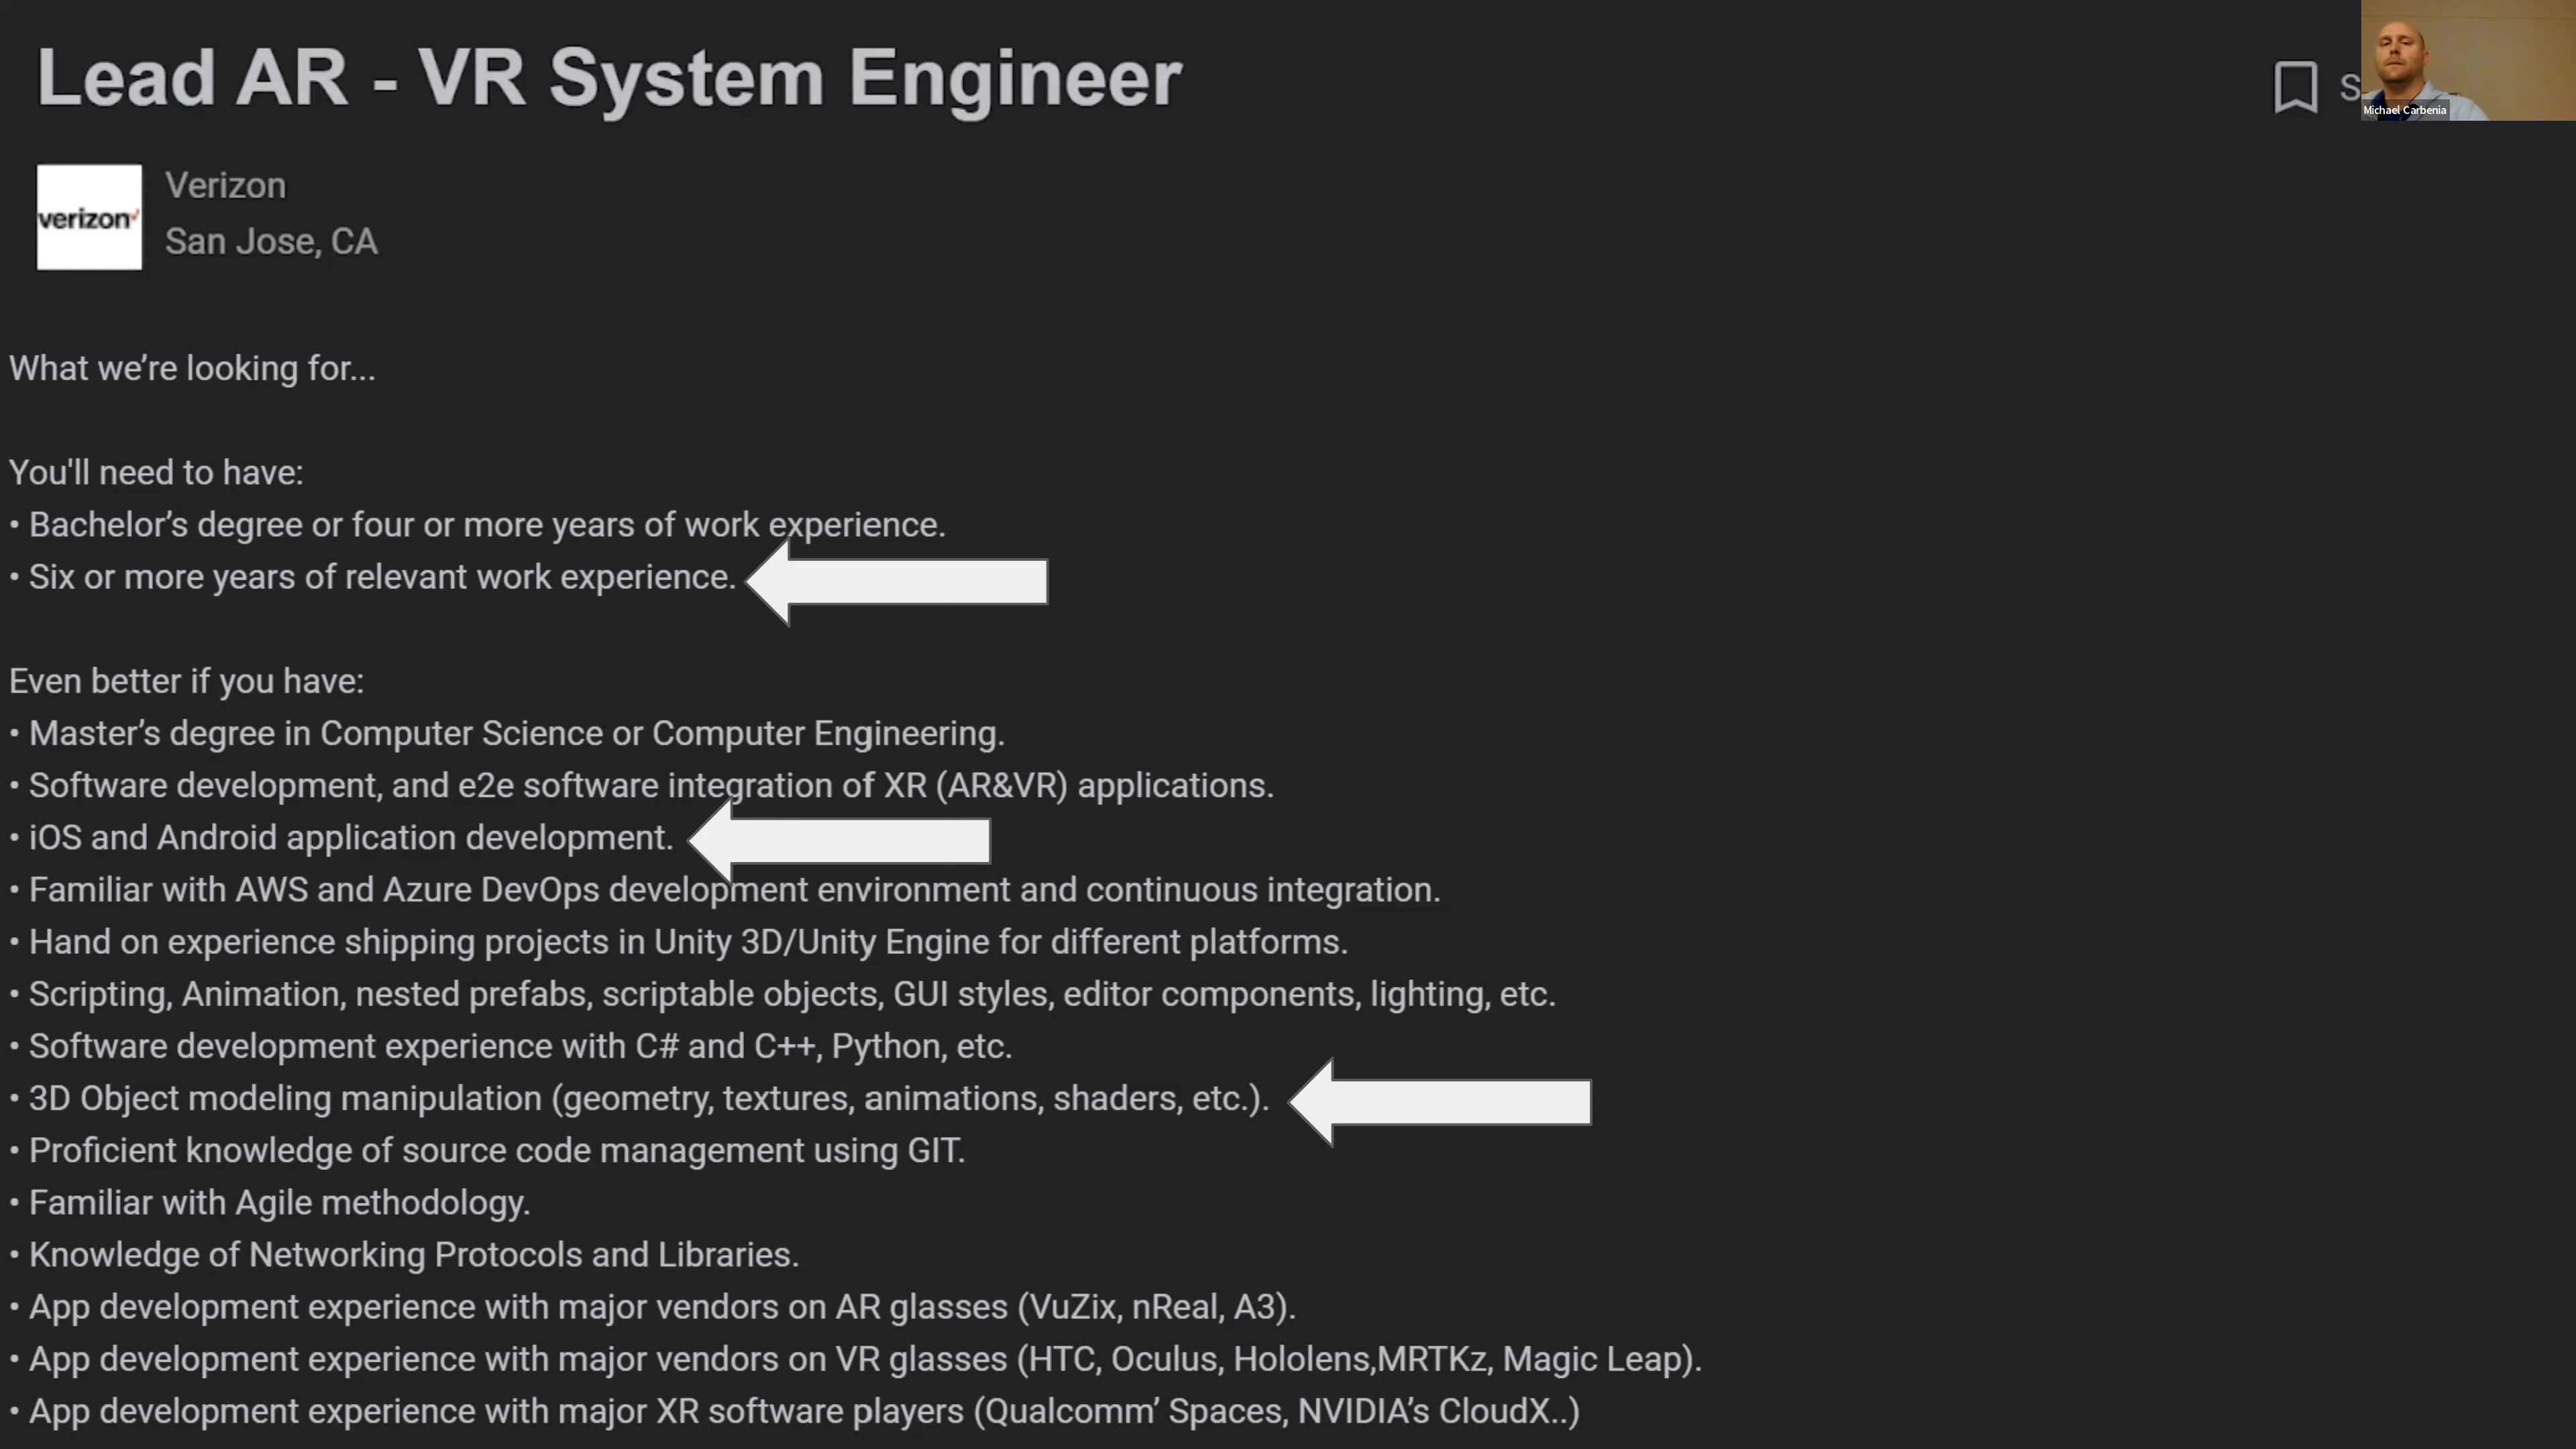 Lead AR - VR System Engineer
S
Michael Carbenia
verizon
Verizon
San Jose, CA
What we’re looking for...
You'll need to have:
• Bachelor’s degree or four or more years of work experience.
• Six or more years of relevant work experience.
Even better if you have:
• Master’s degree in Computer Science or Computer Engineering.
• Software development, and e2e software integration of XR (AR&VR) applications.
• iOS and Android application development.
• Familiar with AWS and Azure DevOps development environment and continuous integration.
• Hand on experience shipping projects in Unity 3D/Unity Engine for different platforms.
• Scripting, Animation, nested prefabs, scriptable objects, GUI styles, editor components, lighting, etc.
• Software development experience with C# and C++, Python, etc.
• 3D Object modeling manipulation (geometry, textures, animations, shaders, etc.).
• Proficient knowledge of source code management using GIT.
• Familiar with Agile methodology.
• Knowledge of Networking Protocols and Libraries.
• App development experience with major vendors on AR glasses (VuZix, nReal, A3).
• App development experience with major vendors on VR glasses (HTC, Oculus, Hololens,MRTKz, Magic Leap).
• App development experience with major XR software players (Qualcomm’ Spaces, NVIDIA’s CloudX..)